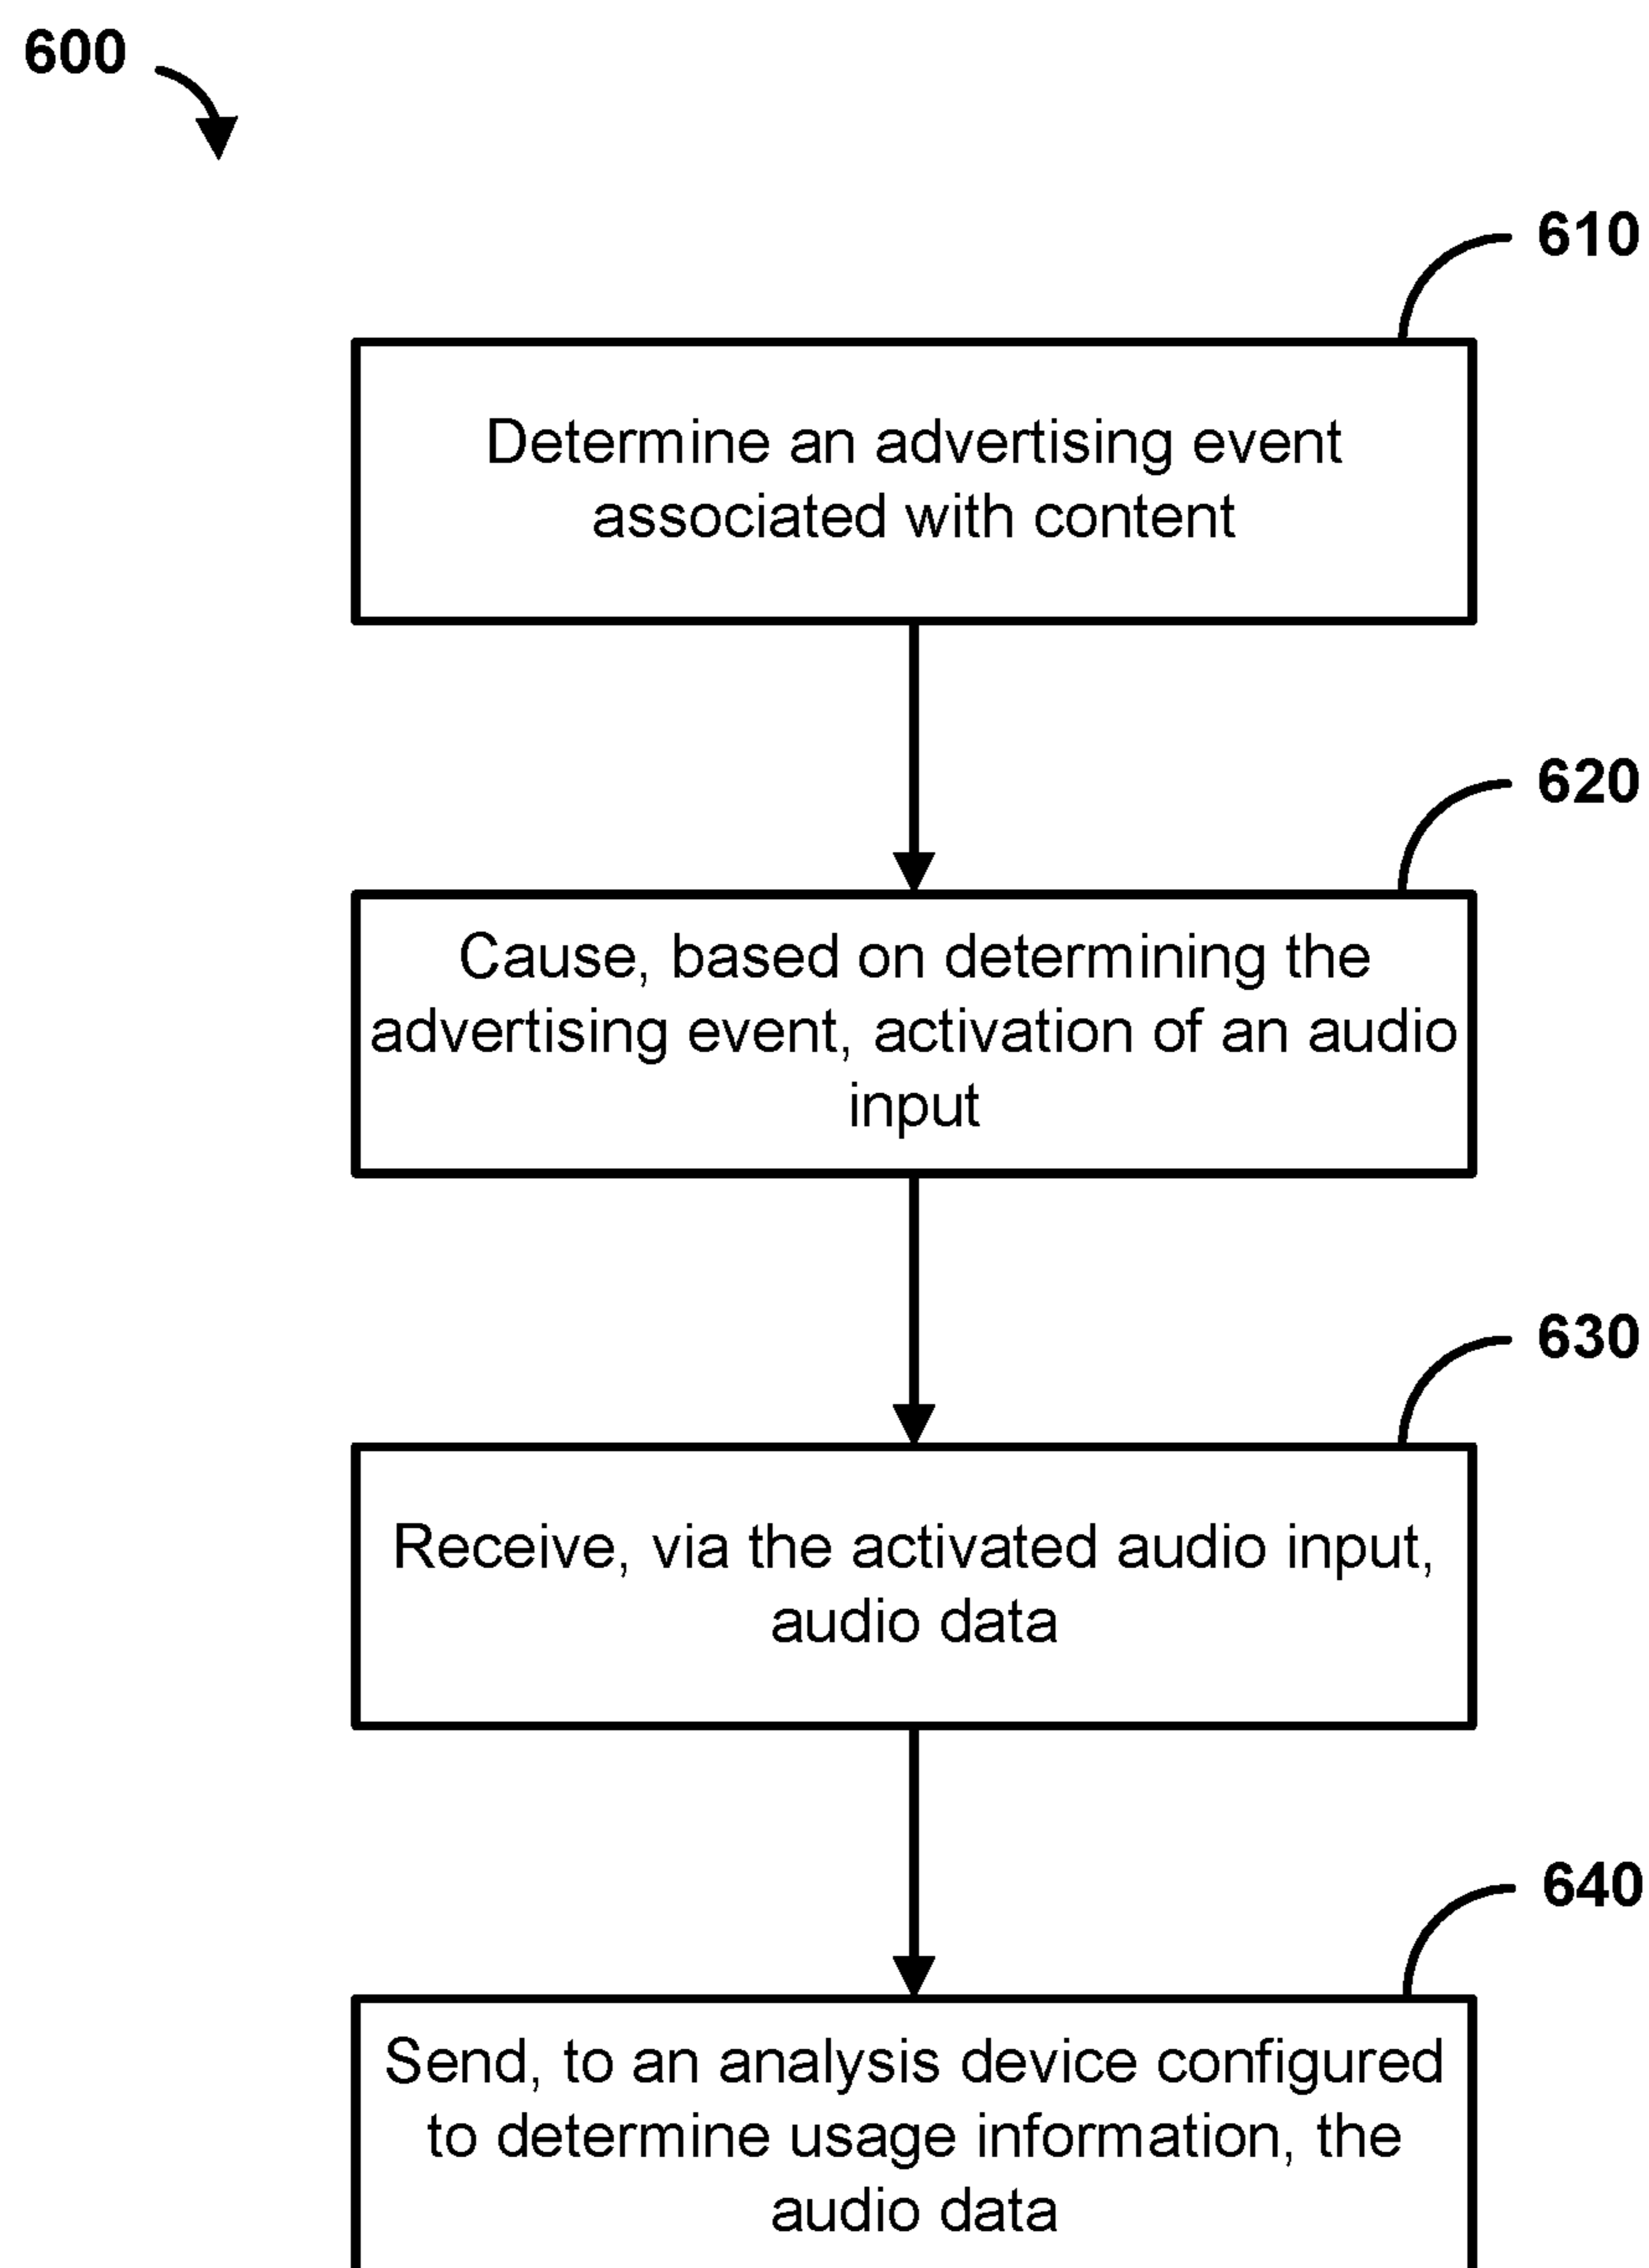 600
610
Determine an advertising event
associated with content
620
Cause, based on determining the
advertising event, activation of an audio
input
630
Receive, via the activated audio input,
audio data
640
Send, to an analysis device configured
to determine usage information, the
audio data